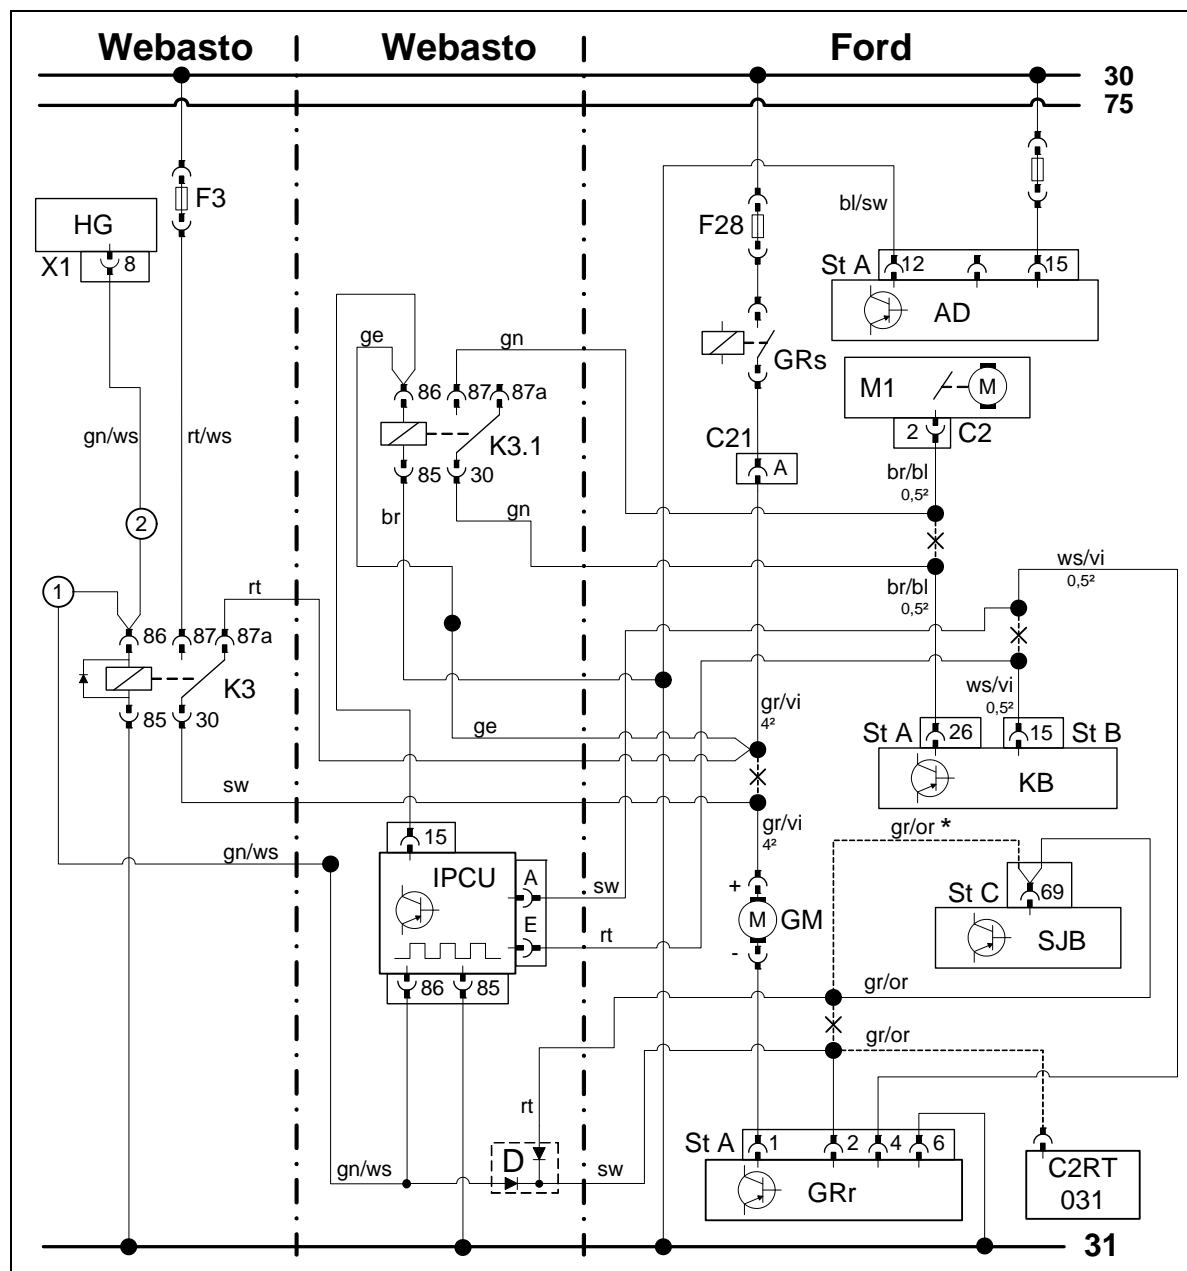 Webasto Webasto Ford
30
75
F3
HG
X1 8
bl/sw
F28
St A 12 15
AD
ge gn
GRs
86 87 87a
M1 M
K3.1
2 C2
C21
A
gn/ws rt/ws
85 30
br/bl
0,5²
br gn
2
ws/vi
0,5²
1
rt
br/bl
0,5²
86 87 87a
K3
85 30
ws/vi
0,5²
gr/vi
4²
ge
St A 26 15 St B
KB
sw
gr/vi
4²
gr/or *
15
gn/ws
IPCU A sw
E rt
+
M GM
-
St C 69
SJB
86 85
gr/or
gr/or
rt
St A 1 2 4 6
D
gn/ws sw
GRr
C2RT
031
31